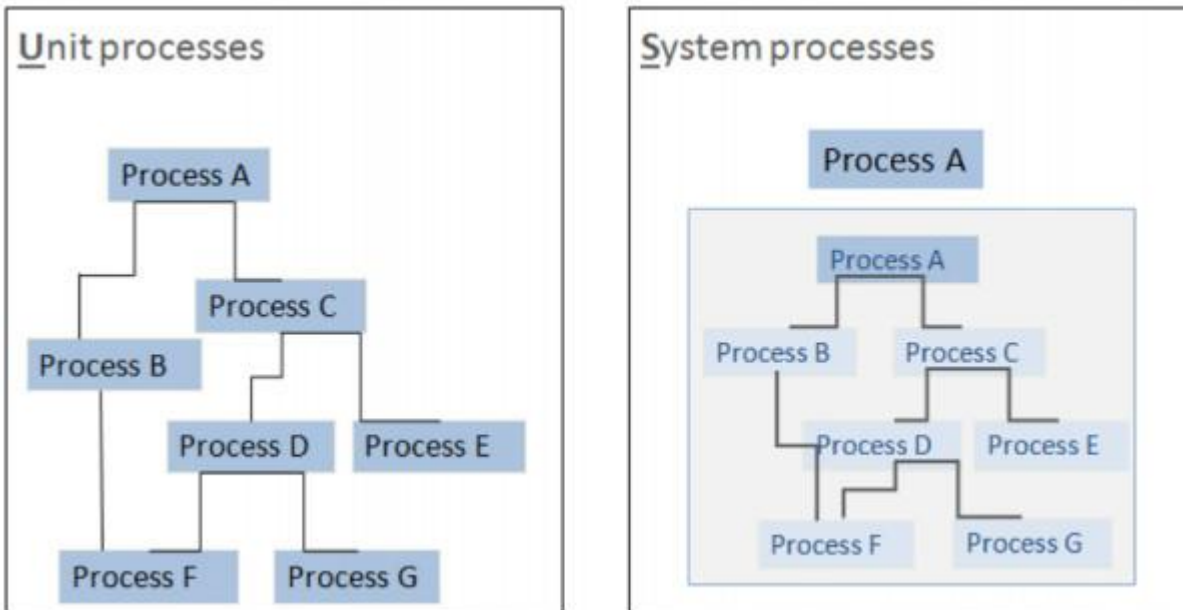 Unit processes
Process A
Process C
Process B
Process D
Process E
Process F
Process G
System processes
Process A
Process A
Process B
Process C
Process D
Process E
Process F
Process G